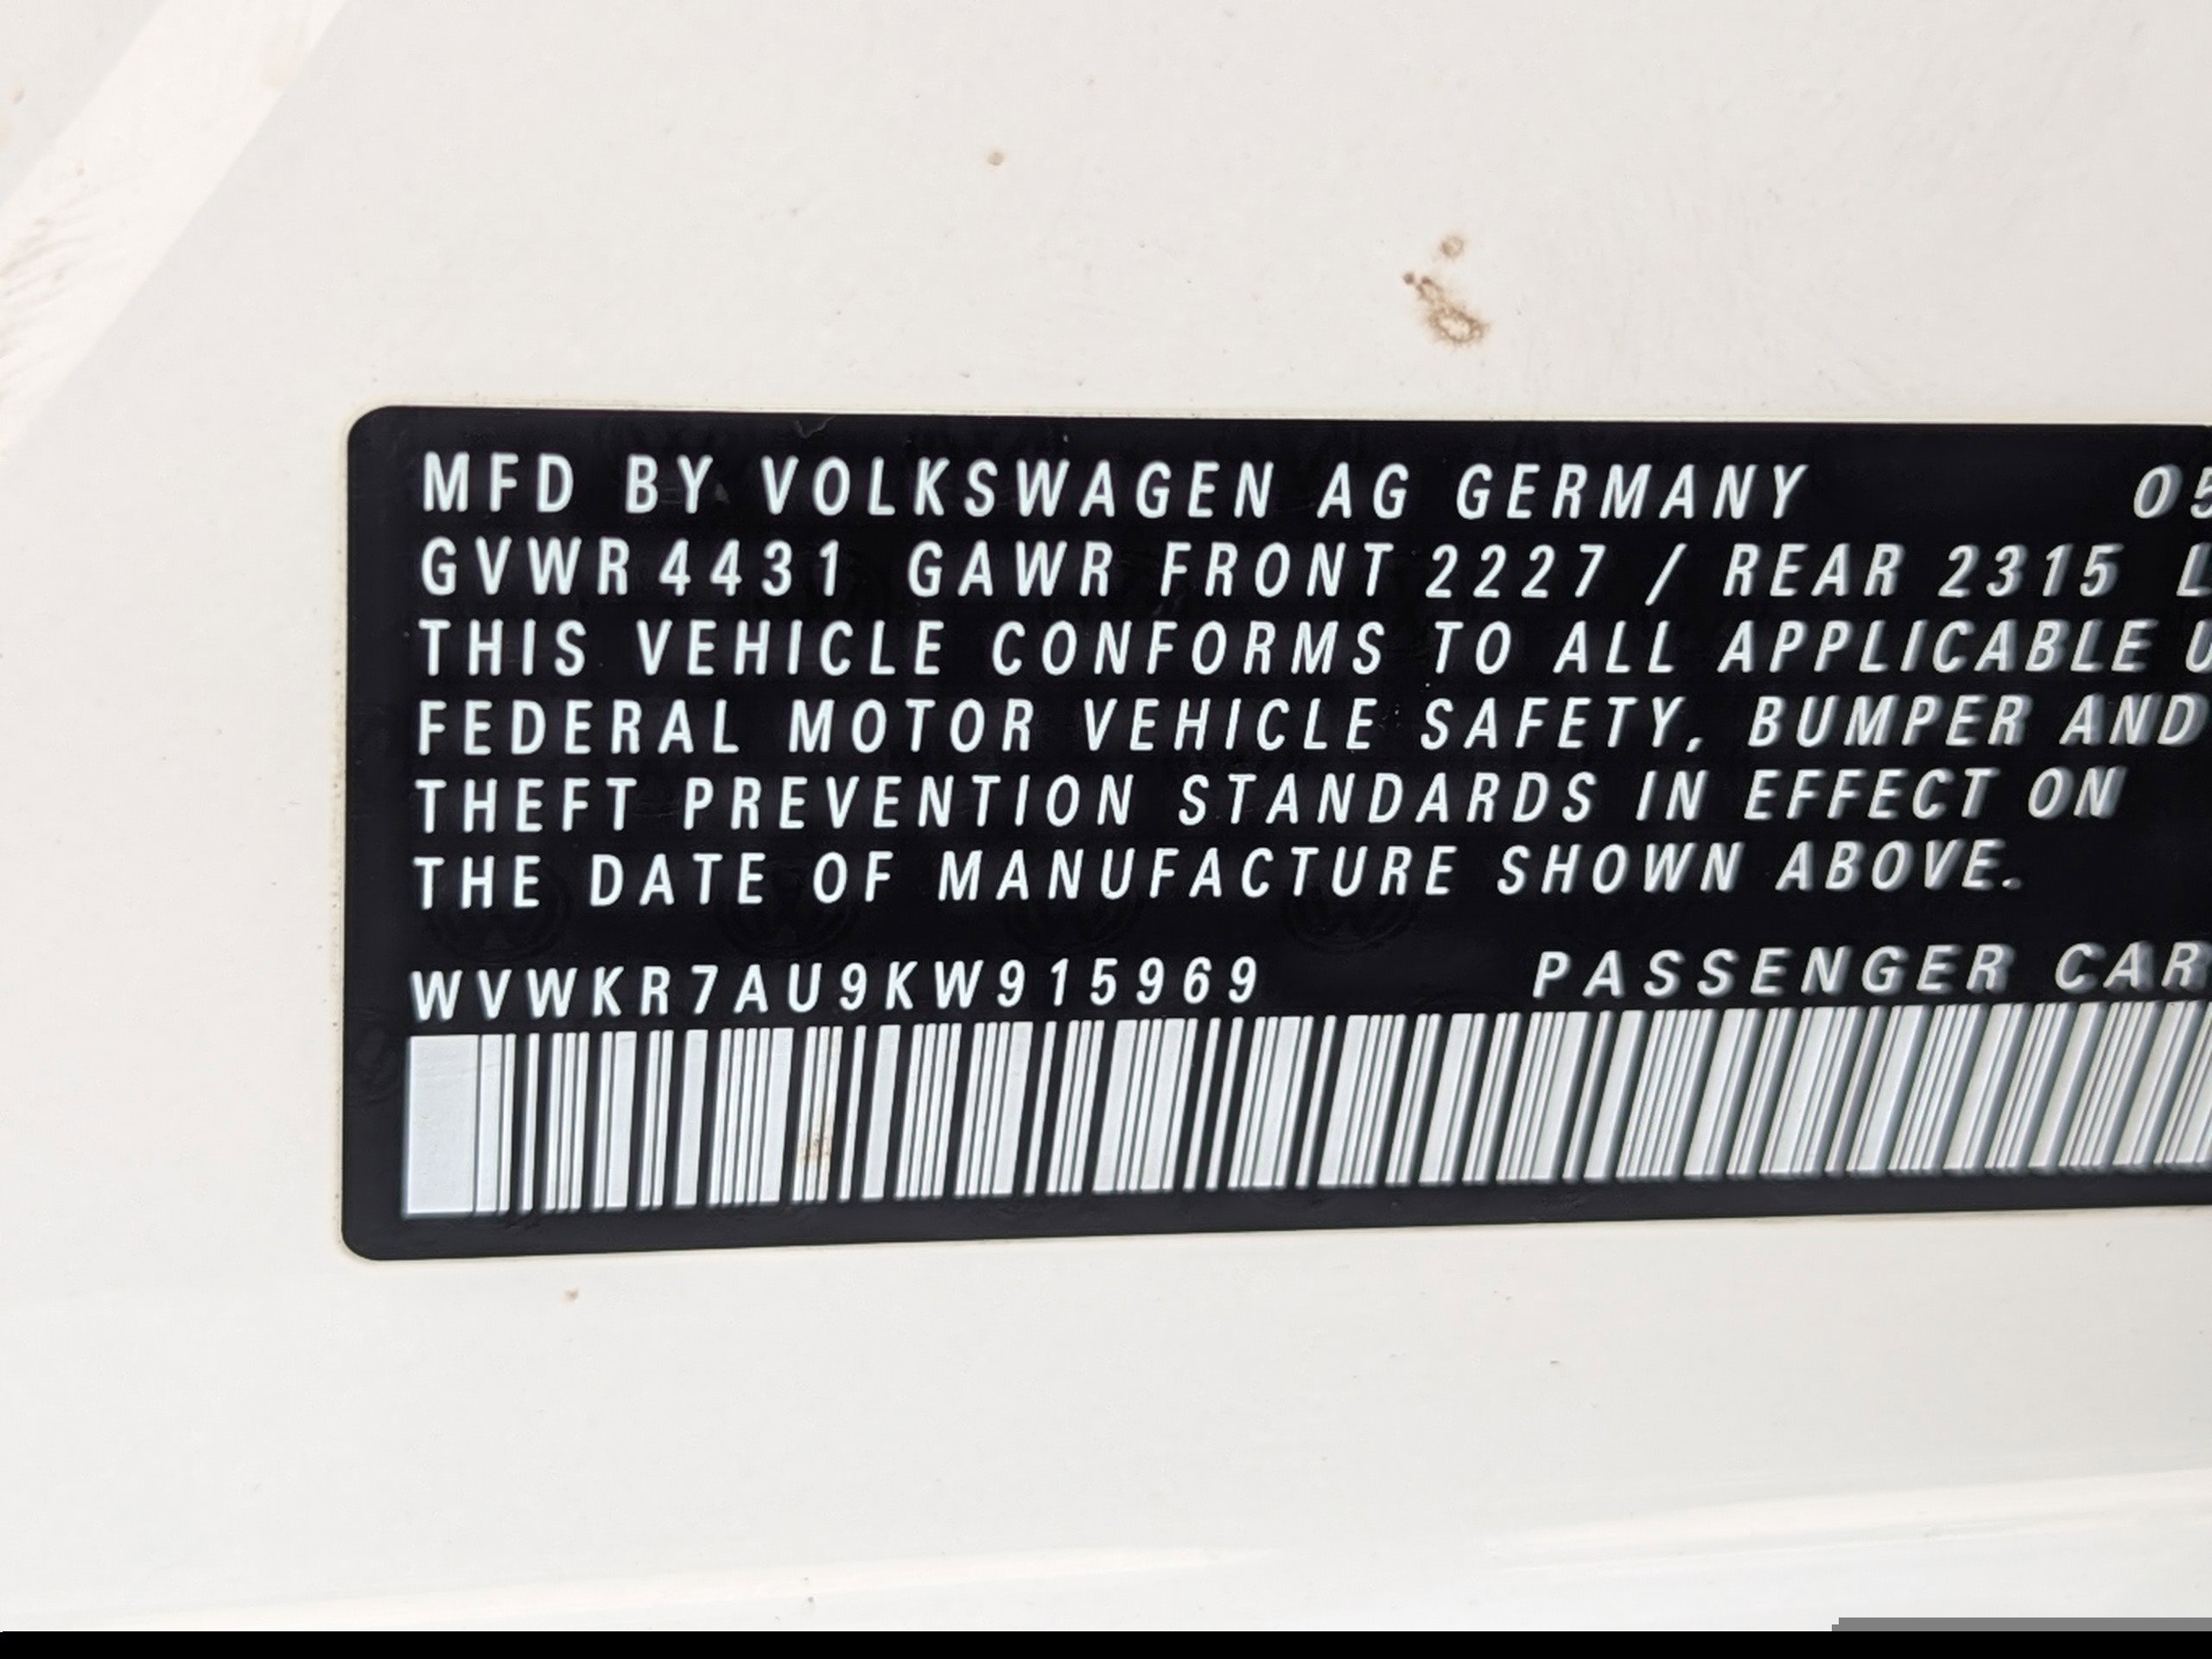 MFD BY VOLKSWAGEN AG GERMANY 05
GVWR 4431 GAWR FRONT 2227 / REAR 2315 L
THIS VEHICLE CONFORMS TO ALL APPLICABLE U
FEDERAL MOTOR VEHICLE SAFETY, BUMPER AND
THEFT PREVENTION STANDARDS IN EFFECT ON
THE DATE OF MANUFACTURE SHOWN ABOVE.
WVWKR7AU9KW915969 PASSENGER CAR